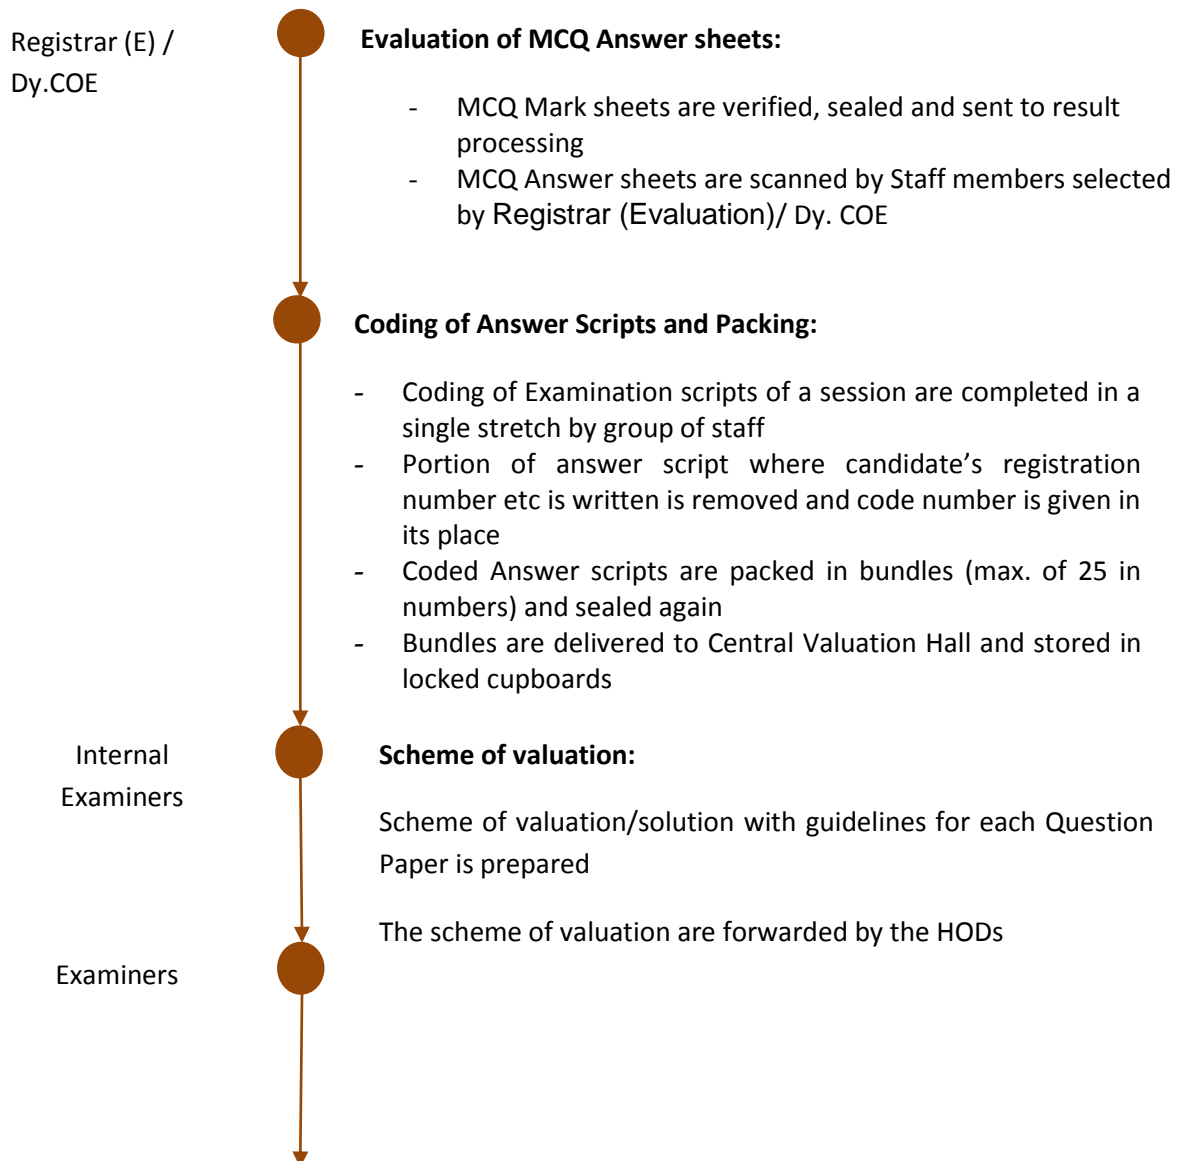 Registrar (E) /
Dy.COE
Evaluation of MCQ Answer sheets:
- MCQ Mark sheets are verified, sealed and sent to result
processing
- MCQ Answer sheets are scanned by Staff members selected
by Registrar (Evaluation)/ Dy. COE
Coding of Answer Scripts and Packing:
- Coding of Examination scripts of a session are completed in a
single stretch by group of staff
- Portion of answer script where candidate’s registration
number etc is written is removed and code number is given in
its place
- Coded Answer scripts are packed in bundles (max. of 25 in
numbers) and sealed again
- Bundles are delivered to Central Valuation Hall and stored in
locked cupboards
Internal
Examiners
Scheme of valuation:
Scheme of valuation/solution with guidelines for each Question
Paper is prepared
The scheme of valuation are forwarded by the HODs
Examiners